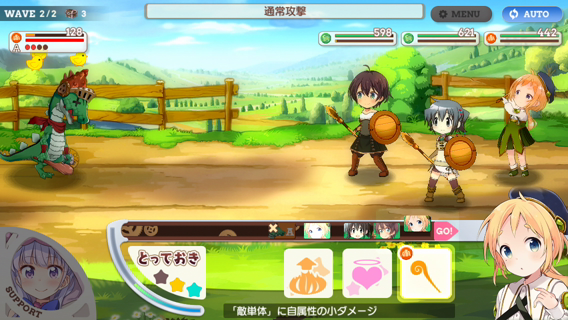 WAVE 2/2 3
通常攻撃
MENU
AUTO
128
A
598
621
442
A
GO!
とっておき
SUPPORT
「敵単体」に自属性の小ダメージ